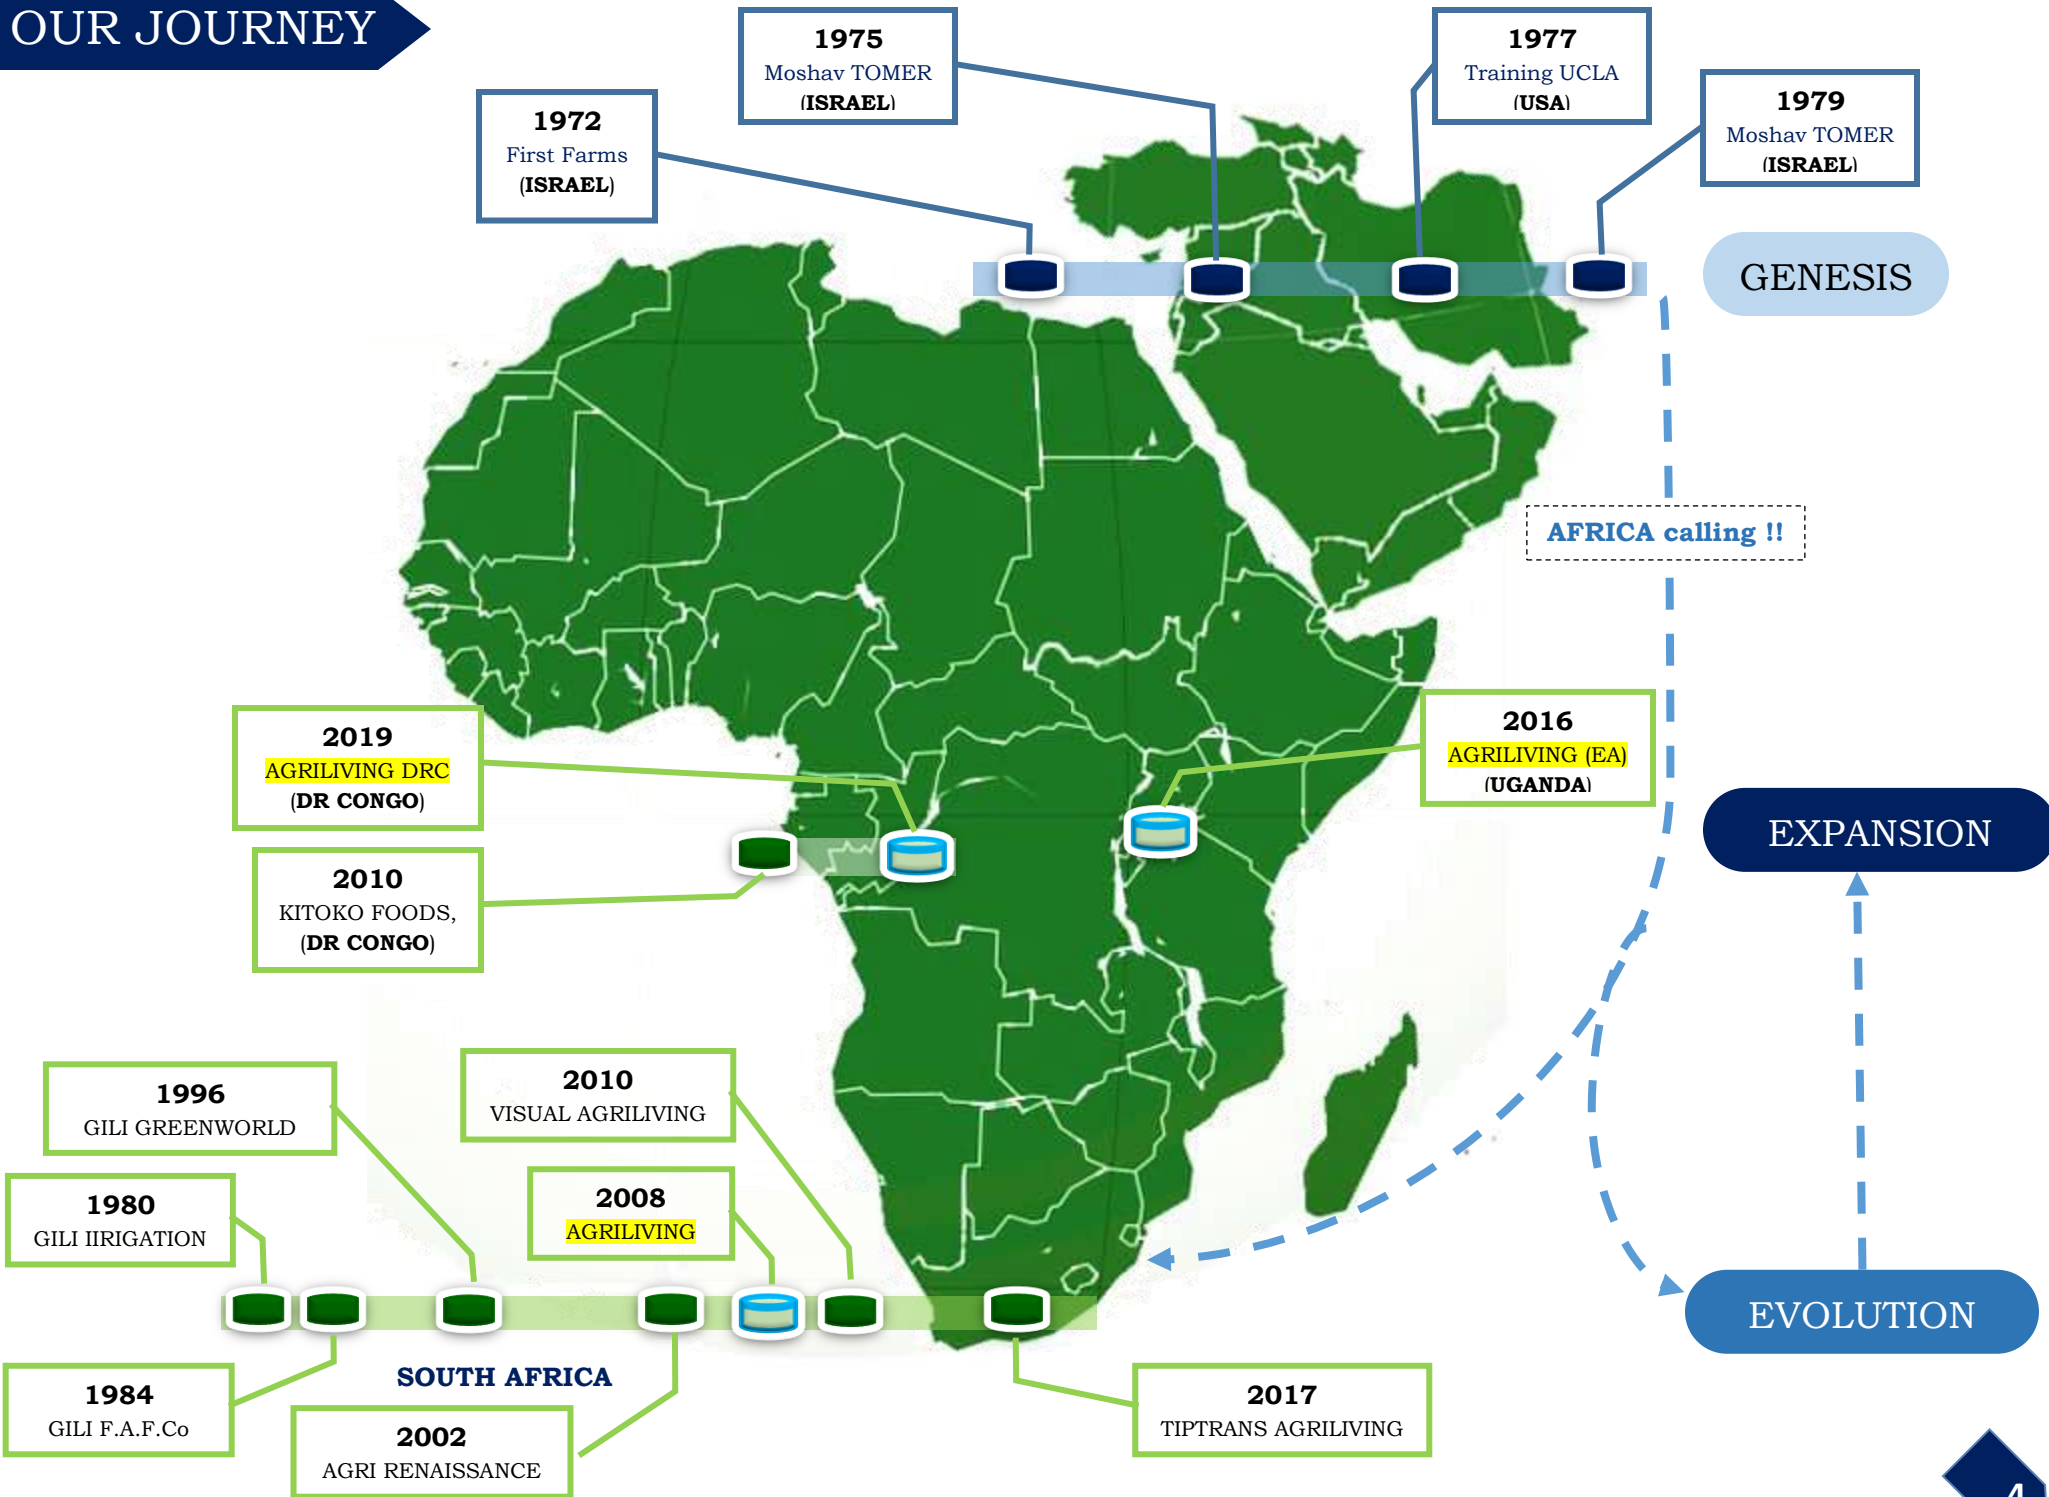 OUR JOURNEY
1975
Moshav TOMER
(ISRAEL)
1977
Training UCLA
(USA)
1972
First Farms
(ISRAEL)
1979
Moshav TOMER
(ISRAEL)
GENESIS
AFRICA calling !!
2019
AGRILIVING DRC
(DR CONGO)
2016
AGRILIVING (EA)
(UGANDA)
EXPANSION
2010
KITOKO FOODS,
(DR CONGO)
1996
GILI GREENWORLD
2010
VISUAL AGRILIVING
1980
GILI IIRIGATION
2008
AGRILIVING
EVOLUTION
SOUTH AFRICA
1984
GILI F.A.F.Co
2002
AGRI RENAISSANCE
2017
TIPTRANS AGRILIVING
4